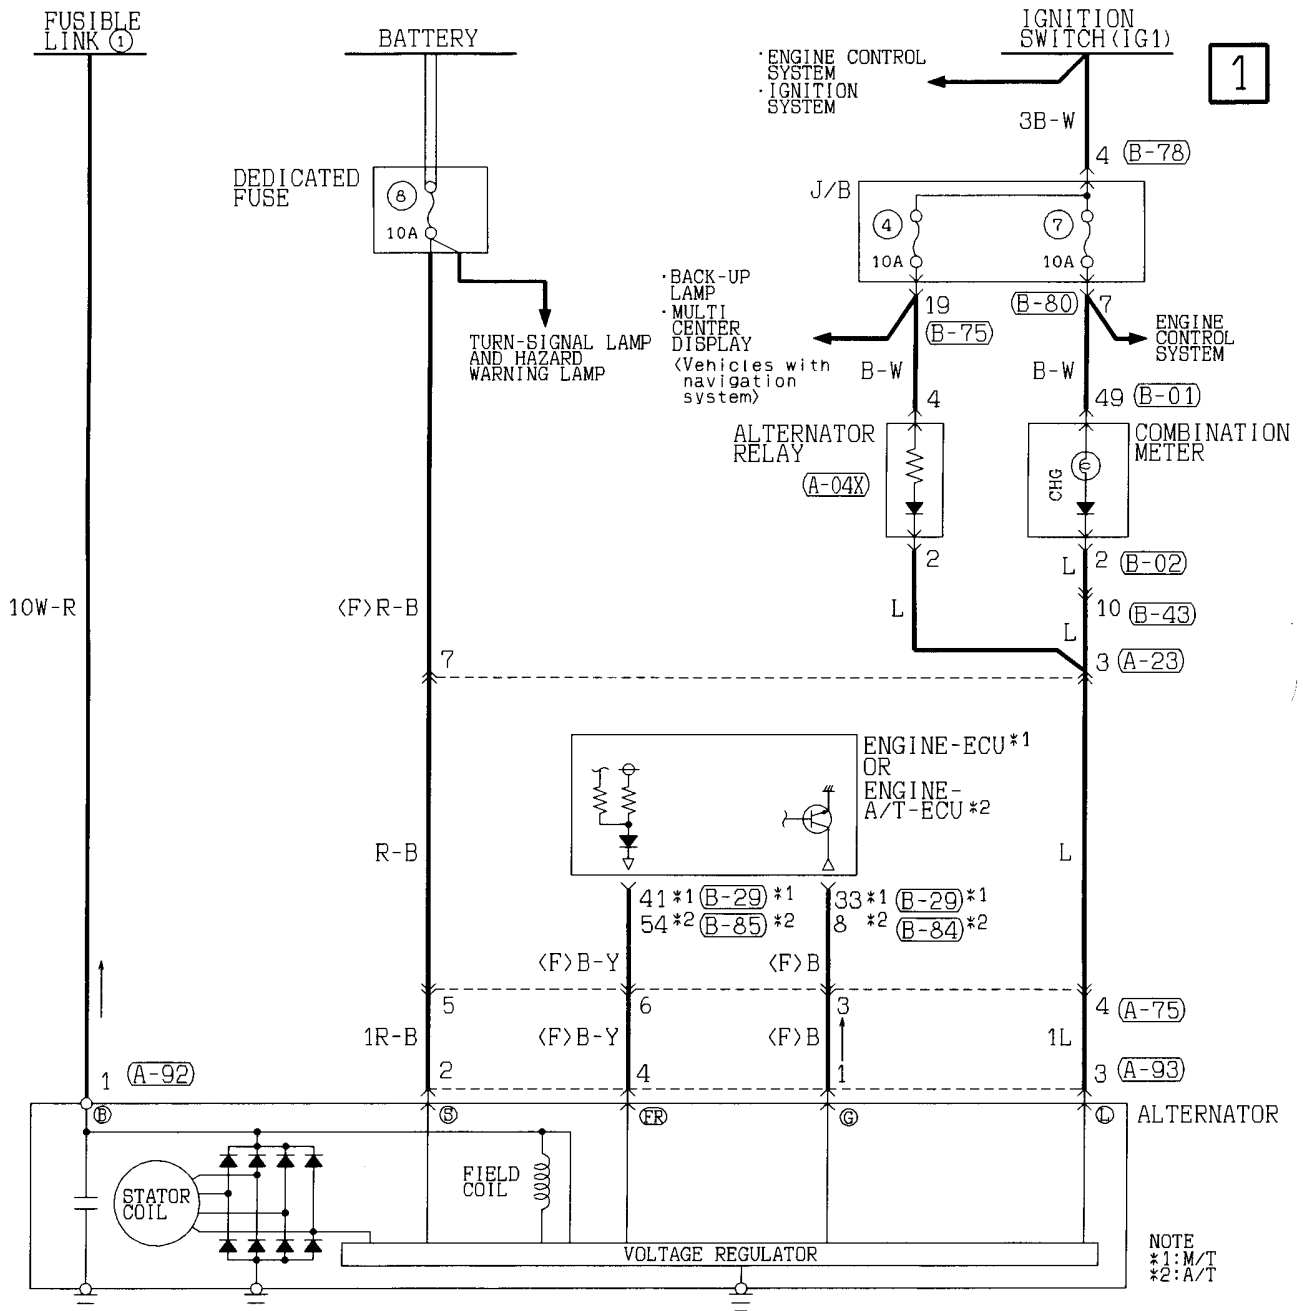 FUSIBLE
LINK ①
BATTERY
IGNITION
SWITCH(IG1)
1
·ENGINE CONTROL
SYSTEM
·IGNITION
SYSTEM
3B-W
4 (B-78)
DEDICATED
FUSE
8
10A
J/B
4
10A
7
10A
·BACK-UP
LAMP
·MULTI
CENTER
DISPLAY
<Vehicles with
navigation
system>
19
(B-75)
(B-80) 7
ENGINE
CONTROL
SYSTEM
TURN-SIGNAL LAMP
AND HAZARD
WARNING LAMP
B-W
B-W
4
49 (B-01)
ALTERNATOR
RELAY
(A-04X)
CHG
COMBINATION
METER
2
L 2 (B-02)
10W-R
<F>R-B
L
10 (B-43)
L
7
3 (A-23)
ENGINE-ECU*1
OR
ENGINE-
A/T-ECU*2
R-B
L
41*1 (B-29)*1
54*2 (B-85)*2
33*1 (B-29)*1
8 *2 (B-84)*2
<F>B-Y
<F>B
5
6
3
4 (A-75)
1R-B
<F>B-Y
<F>B
1L
1 (A-92)
2
4
1
3 (A-93)
B
S
FR
G
L
ALTERNATOR
STATOR
COIL
FIELD
COIL
VOLTAGE REGULATOR
NOTE
*1:M/T
*2:A/T